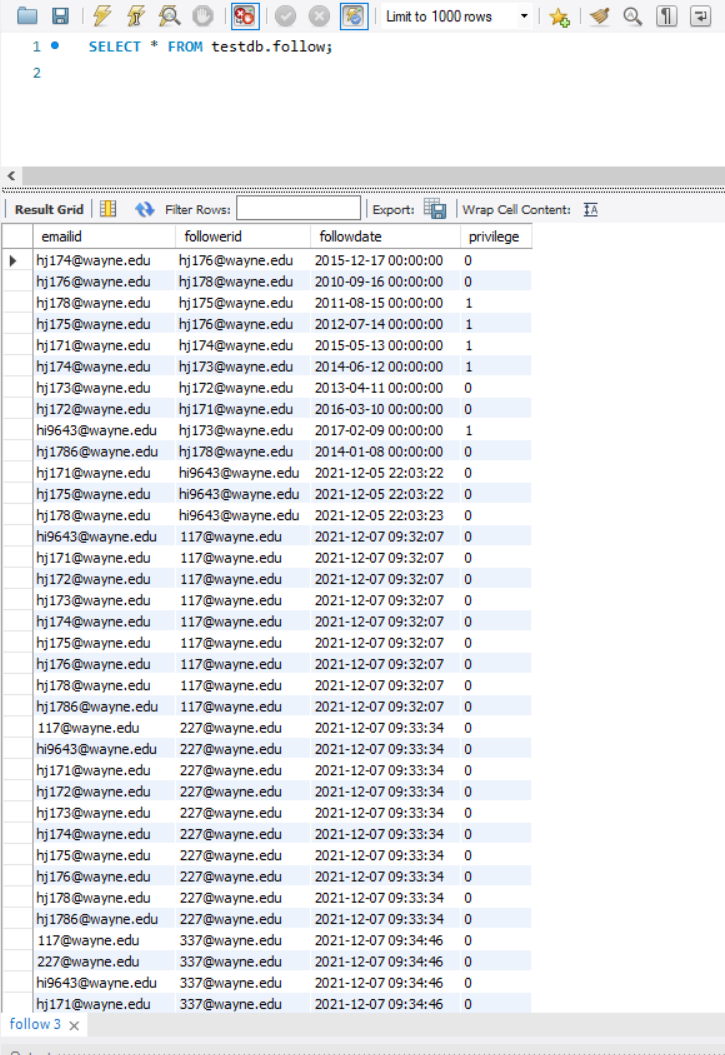 Limit to 1000 rows
1 SELECT * FROM testdb.follow;
2
Result Grid Filter Rows: Export: Wrap Cell Content:
emailid followerid followdate privilege
hj174@wayne.edu hj176@wayne.edu 2015-12-17 00:00:00 0
hj176@wayne.edu hj178@wayne.edu 2010-09-16 00:00:00 0
hj178@wayne.edu hj175@wayne.edu 2011-08-15 00:00:00 1
hj175@wayne.edu hj176@wayne.edu 2012-07-14 00:00:00 1
hj171@wayne.edu hj174@wayne.edu 2015-05-13 00:00:00 1
hj174@wayne.edu hj173@wayne.edu 2014-06-12 00:00:00 1
hj173@wayne.edu hj172@wayne.edu 2013-04-11 00:00:00 0
hj172@wayne.edu hj171@wayne.edu 2016-03-10 00:00:00 0
hi9643@wayne.edu hj173@wayne.edu 2017-02-09 00:00:00 1
hj1786@wayne.edu hj178@wayne.edu 2014-01-08 00:00:00 0
hj171@wayne.edu hi9643@wayne.edu 2021-12-05 22:03:22 0
hj175@wayne.edu hi9643@wayne.edu 2021-12-05 22:03:22 0
hj178@wayne.edu hi9643@wayne.edu 2021-12-05 22:03:23 0
hi9643@wayne.edu 117@wayne.edu 2021-12-07 09:32:07 0
hj171@wayne.edu 117@wayne.edu 2021-12-07 09:32:07 0
hj172@wayne.edu 117@wayne.edu 2021-12-07 09:32:07 0
hj173@wayne.edu 117@wayne.edu 2021-12-07 09:32:07 0
hj174@wayne.edu 117@wayne.edu 2021-12-07 09:32:07 0
hj175@wayne.edu 117@wayne.edu 2021-12-07 09:32:07 0
hj176@wayne.edu 117@wayne.edu 2021-12-07 09:32:07 0
hj178@wayne.edu 117@wayne.edu 2021-12-07 09:32:07 0
hj1786@wayne.edu 117@wayne.edu 2021-12-07 09:32:07 0
117@wayne.edu 227@wayne.edu 2021-12-07 09:33:34 0
hi9643@wayne.edu 227@wayne.edu 2021-12-07 09:33:34 0
hj171@wayne.edu 227@wayne.edu 2021-12-07 09:33:34 0
hj172@wayne.edu 227@wayne.edu 2021-12-07 09:33:34 0
hj173@wayne.edu 227@wayne.edu 2021-12-07 09:33:34 0
hj174@wayne.edu 227@wayne.edu 2021-12-07 09:33:34 0
hj175@wayne.edu 227@wayne.edu 2021-12-07 09:33:34 0
hj176@wayne.edu 227@wayne.edu 2021-12-07 09:33:34 0
hj178@wayne.edu 227@wayne.edu 2021-12-07 09:33:34 0
hj1786@wayne.edu 227@wayne.edu 2021-12-07 09:33:34 0
117@wayne.edu 337@wayne.edu 2021-12-07 09:34:46 0
227@wayne.edu 337@wayne.edu 2021-12-07 09:34:46 0
hi9643@wayne.edu 337@wayne.edu 2021-12-07 09:34:46 0
hj171@wayne.edu 337@wayne.edu 2021-12-07 09:34:46 0
follow 3